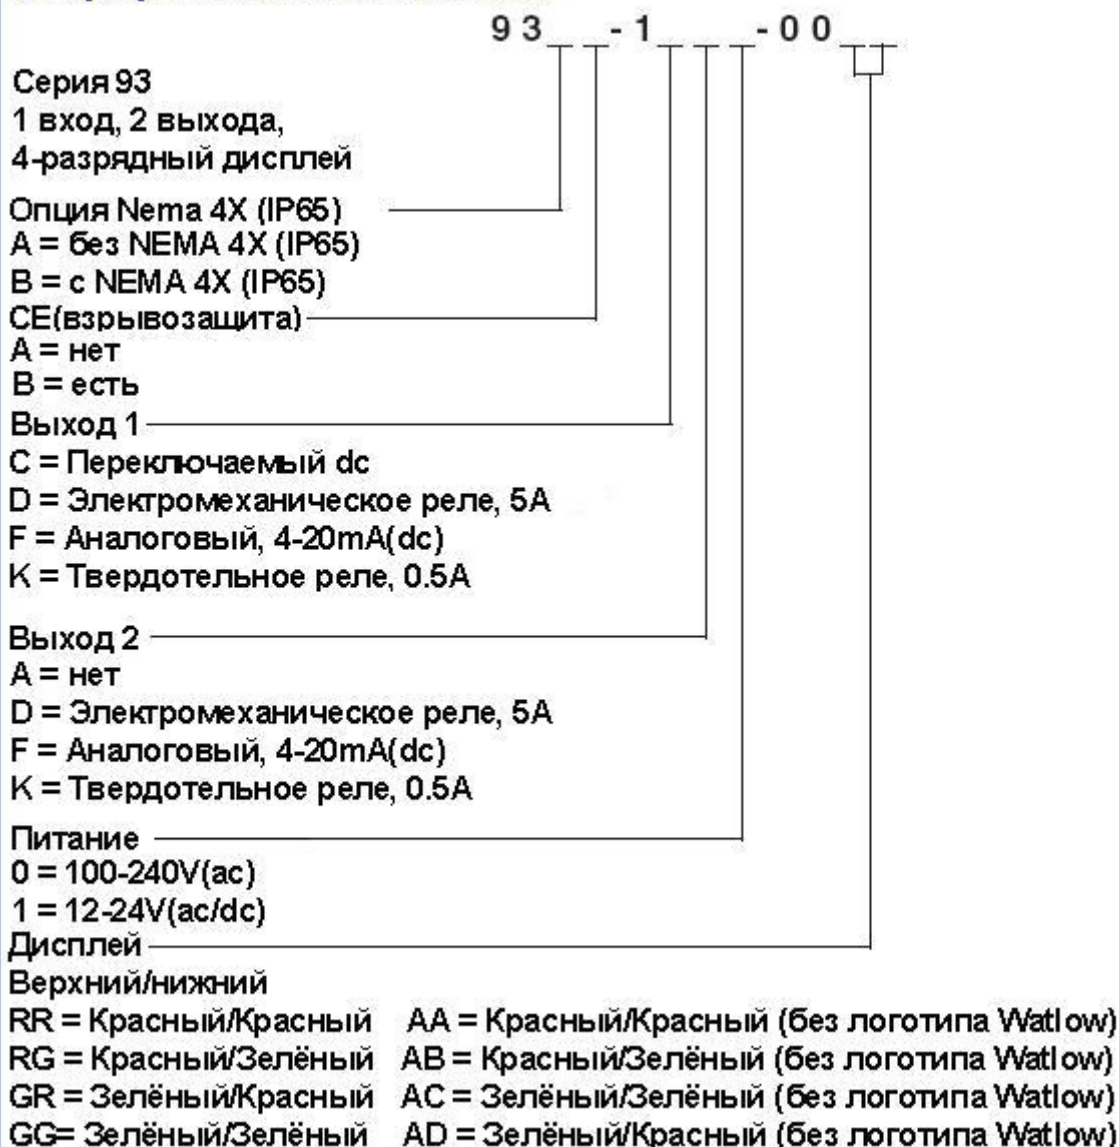 93__-1___-00__
Серия 93
1 вход, 2 выхода,
4-разрядный дисплей
Опция Nema 4X (IP65)
A = без NEMA 4X (IP65)
B = с NEMA 4X (IP65)
CE(взрывозащита)
A = нет
B = есть
Выход 1
C = Переключаемый dc
D = Электромеханическое реле, 5A
F = Аналоговый, 4-20mA(dc)
K = Твердотельное реле, 0.5A
Выход 2
A = нет
D = Электромеханическое реле, 5A
F = Аналоговый, 4-20mA(dc)
K = Твердотельное реле, 0.5A
Питание
0 = 100-240V(ac)
1 = 12-24V(ac/dc)
Дисплей
Верхний/нижний
RR = Красный/Красный AA = Красный/Красный (без логотипа Watlow)
RG = Красный/Зелёный AB = Красный/Зелёный (без логотипа Watlow)
GR = Зелёный/Красный AC = Зелёный/Зелёный (без логотипа Watlow)
GG= Зелёный/Зелёный AD = Зелёный/Красный (без логотипа Watlow)